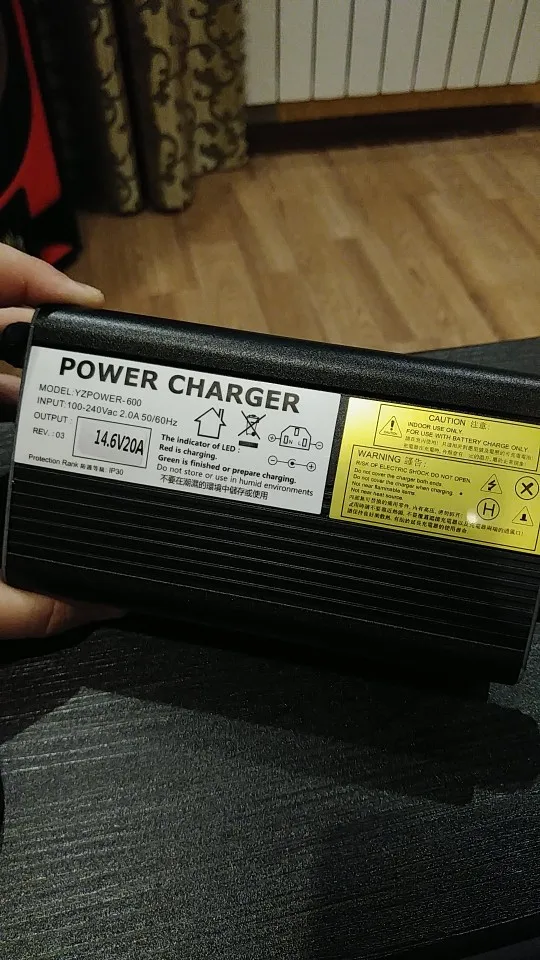 POWER CHARGER
MODEL:YZPOWER-600
INPUT:100-240Vac 2.0A 50/60Hz
OUTPUT :
14.6V20A
REV. : 03
Protection Rank 防護等級: IP30
The indicator of LED :
Red is charging.
Green is finished or prepare charging.
Do not store or use in humid environments
不要在潮濕的環境中儲存或使用
N L
CAUTION 注意:
INDOOR USE ONLY
FOR USE WITH BATTERY CHARGE ONLY
WARNING 警告:
RISK OF ELECTRIC SHOCK DO NOT OPEN.
Do not cover the charger both ends.
Do not cover the charger when charging.
Not near flammable items.
Not near heat source.
H